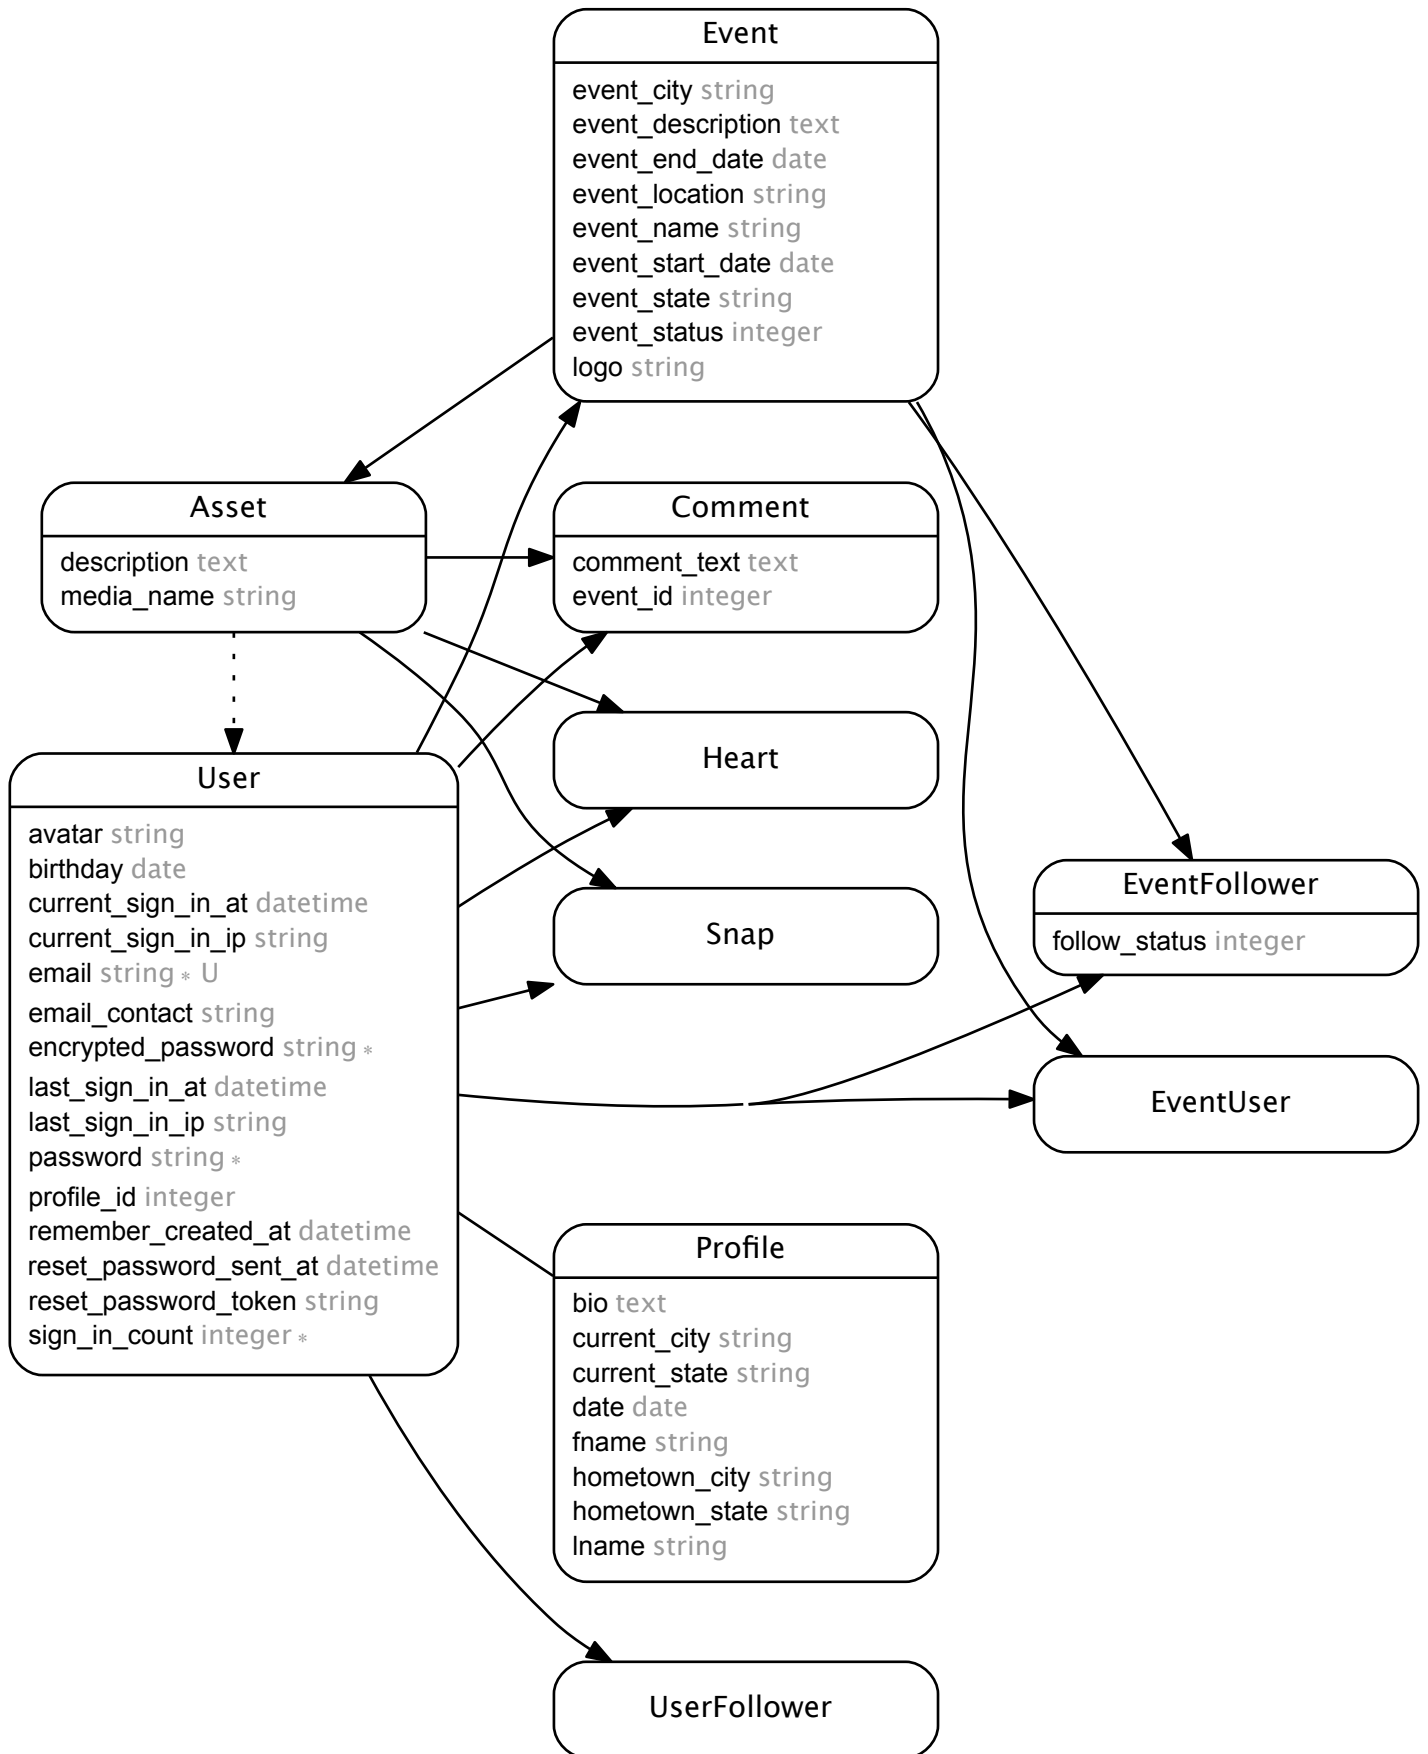 Event
event_city string
event_description text
event_end_date date
event_location string
event_name string
event_start_date date
event_state string
event_status integer
logo string
Asset
description text
media_name string
Comment
comment_text text
event_id integer
Heart
User
avatar string
birthday date
current_sign_in_at datetime
current_sign_in_ip string
email string * U
email_contact string
encrypted_password string *
last_sign_in_at datetime
last_sign_in_ip string
password string *
profile_id integer
remember_created_at datetime
reset_password_sent_at datetime
reset_password_token string
sign_in_count integer *
Snap
EventFollower
follow_status integer
EventUser
Profile
bio text
current_city string
current_state string
date date
fname string
hometown_city string
hometown_state string
lname string
UserFollower